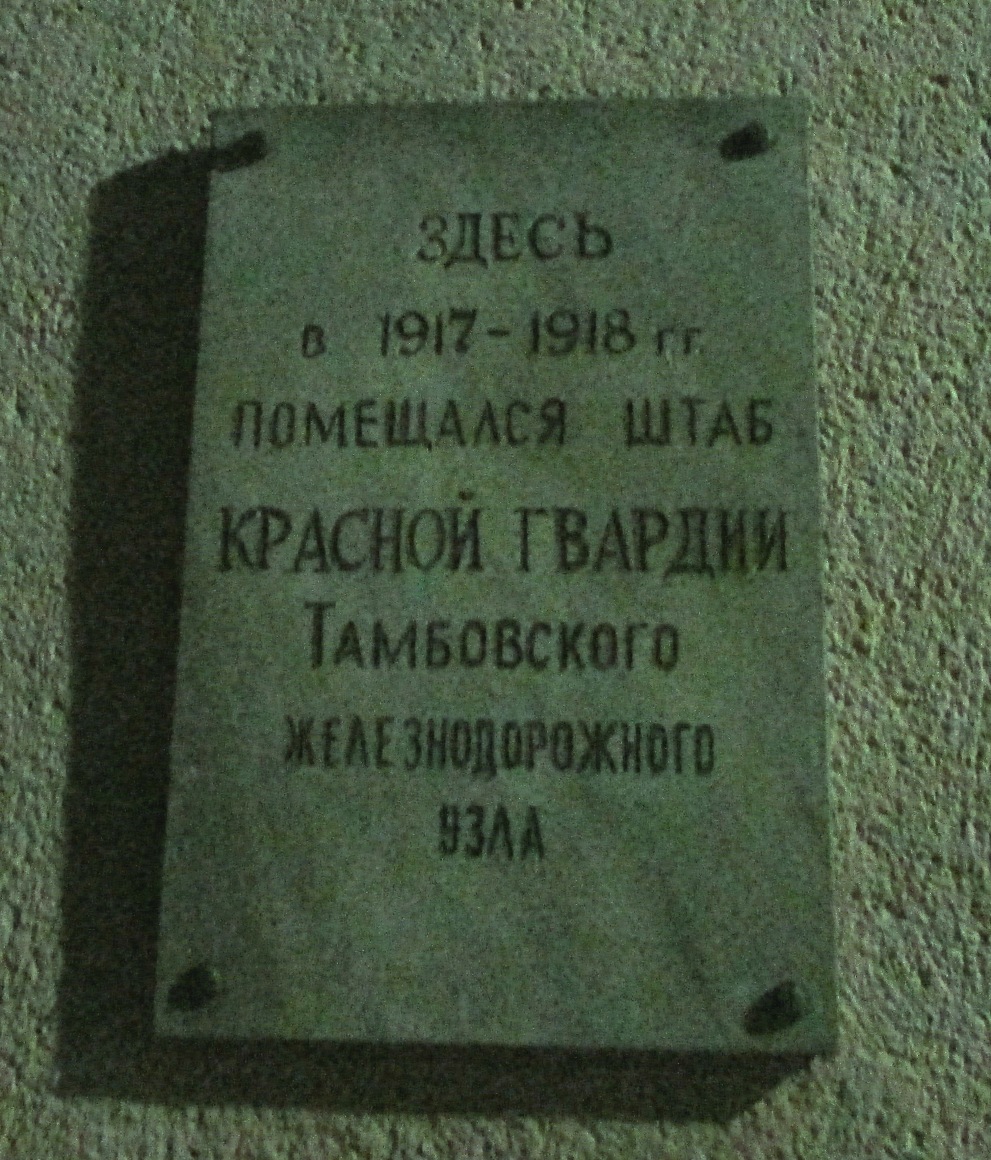 ЗДЕСЬ
в 1917-1918 г.г.
ПОМЕЩАЛСЯ ШТАБ
КРАСНОЙ ГВАРДИИ
ТАМБОВСКОГО
ЖЕЛЕЗНОДОРОЖНОГО
УЗЛА